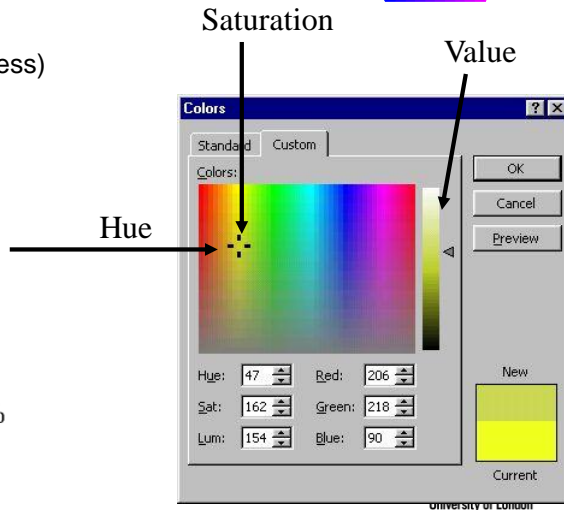 Saturation
ess)
Value
Colors
? ×
Standard Custom
Colors:
OK
Cancel
Hue
Preview
Hue: 47 Red: 206
New
Sat: 162 Green: 218
Lum: 154 Blue: 90
Current
University of London